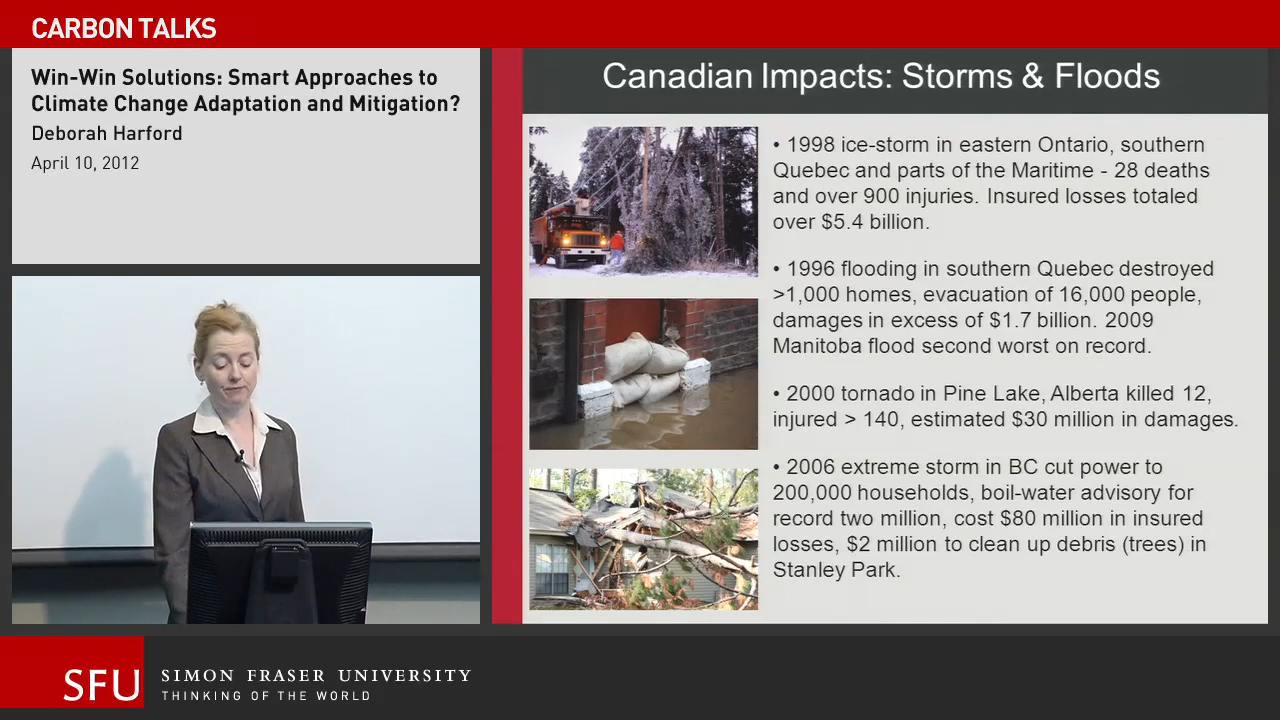 CARBON TALKS
Win-Win Solutions: Smart Approaches to
Climate Change Adaptation and Mitigation?
Deborah Harford
April 10, 2012
Canadian Impacts: Storms & Floods
• 1998 ice-storm in eastern Ontario, southern
Quebec and parts of the Maritime - 28 deaths
and over 900 injuries. Insured losses totaled
over $5.4 billion.
• 1996 flooding in southern Quebec destroyed
>1,000 homes, evacuation of 16,000 people,
damages in excess of $1.7 billion. 2009
Manitoba flood second worst on record.
• 2000 tornado in Pine Lake, Alberta killed 12,
injured > 140, estimated $30 million in damages.
• 2006 extreme storm in BC cut power to
200,000 households, boil-water advisory for
record two million, cost $80 million in insured
losses, $2 million to clean up debris (trees) in
Stanley Park.
SFU
SIMON FRASER UNIVERSITY
THINKING OF THE WORLD